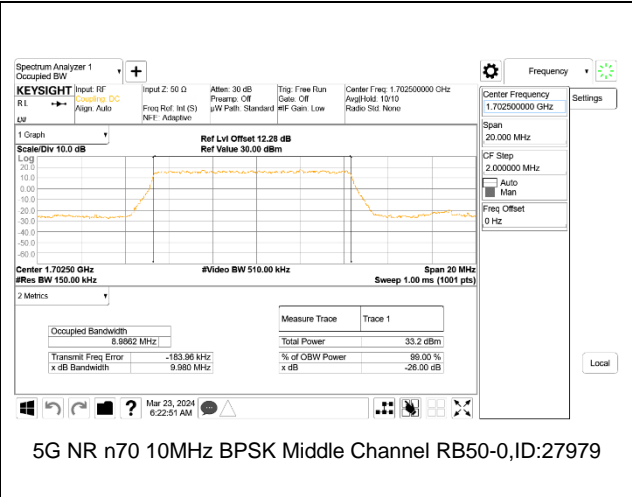 Spectrum Analyzer 1
Occupied BW
+
Frequency
KEYSIGHT Input: RF Input Z: 50 Ω Atten: 30 dB Trig: Free Run Center Freq: 1.702500000 GHz
RL Coupling: DC Preamp: Off Gate: Off Avg|Hold: 10/10
Align: Auto Freq Ref: Int (S) µW Path: Standard #IF Gain: Low Radio Std: None
NFE: Adaptive
Center Frequency
1.702500000 GHz
Settings
Span
20.000 MHz
CF Step
2.000000 MHz
Auto
Man
Freq Offset
0 Hz
1 Graph
Ref Lvl Offset 12.28 dB
Scale/Div 10.0 dB Ref Value 30.00 dBm
Log
20.0
10.0
0.00
-10.0
-20.0
-30.0
-40.0
-50.0
-60.0
Center 1.70250 GHz #Video BW 510.00 kHz Span 20 MHz
#Res BW 150.00 kHz Sweep 1.00 ms (1001 pts)
2 Metrics
Measure Trace Trace 1
Occupied Bandwidth
8.9862 MHz Total Power 33.2 dBm
Transmit Freq Error -183.96 kHz % of OBW Power 99.00 %
x dB Bandwidth 9.980 MHz x dB -26.00 dB
Local
? Mar 23, 2024
6:22:51 AM
5G NR n70 10MHz BPSK Middle Channel RB50-0,ID:27979